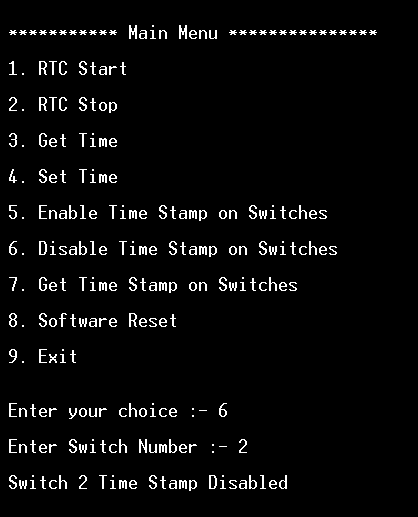 *********** Main Menu ***************
1. RTC Start
2. RTC Stop
3. Get Time
4. Set Time
5. Enable Time Stamp on Switches
6. Disable Time Stamp on Switches
7. Get Time Stamp on Switches
8. Software Reset
9. Exit
Enter your choice :- 6
Enter Switch Number :- 2
Switch 2 Time Stamp Disabled